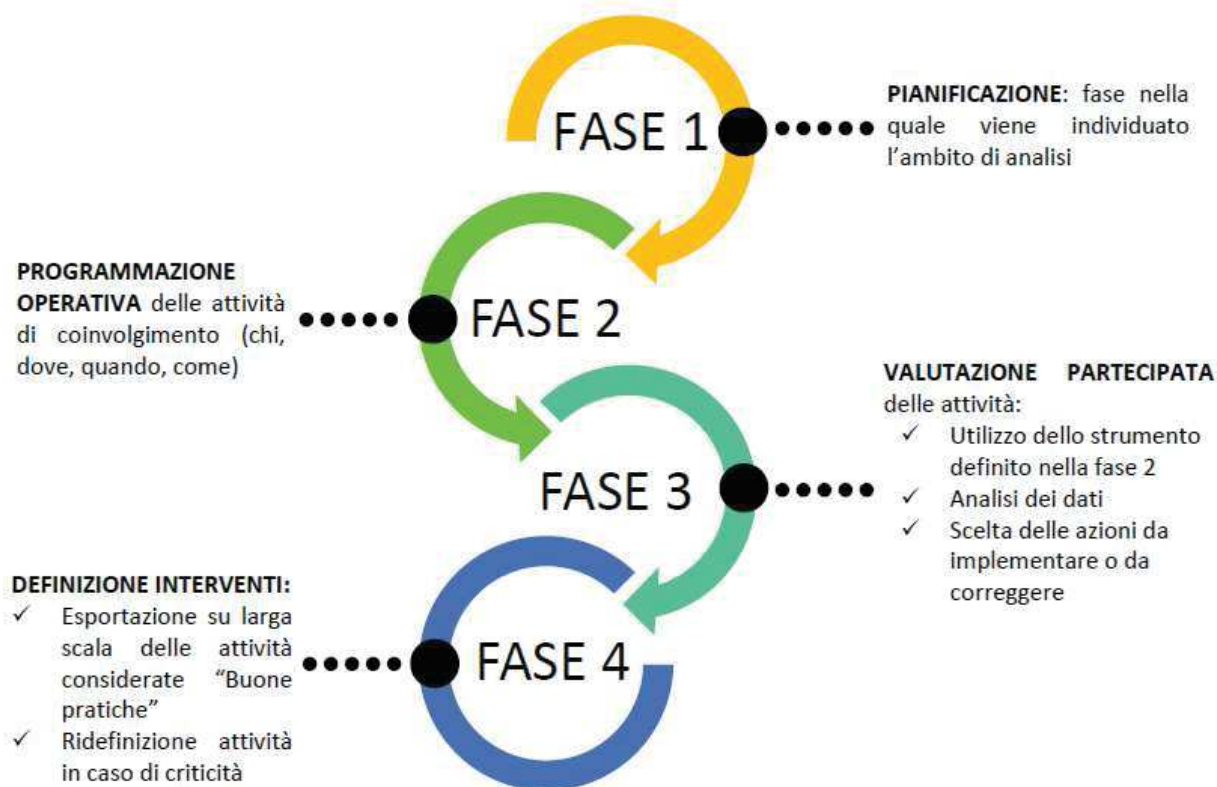 FASE 1
PIANIFICAZIONE: fase nella
quale viene individuato
l’ambito di analisi
PROGRAMMAZIONE
OPERATIVA delle attività
di coinvolgimento (chi,
dove, quando, come)
FASE 2
VALUTAZIONE PARTECIPATA
delle attività:
✓ Utilizzo dello strumento
definito nella fase 2
✓ Analisi dei dati
✓ Scelta delle azioni da
implementare o da
correggere
FASE 3
DEFINIZIONE INTERVENTI:
✓ Esportazione su larga
scala delle attività
considerate “Buone
pratiche”
✓ Ridefinizione attività
in caso di criticità
FASE 4